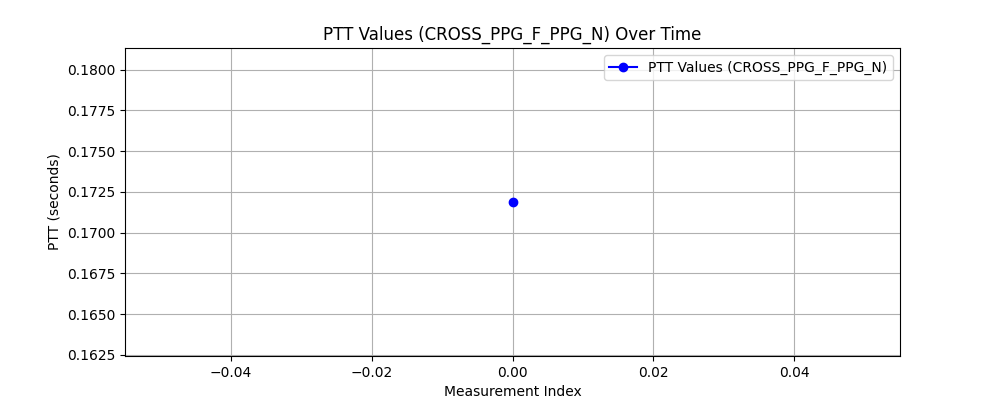 PTT Values (CROSS_PPG_F_PPG_N) Over Time
PTT Values (CROSS_PPG_F_PPG_N)
PTT (seconds)
0.1800
0.1775
0.1750
0.1725
0.1700
0.1675
0.1650
0.1625
−0.04 −0.02 0.00 0.02 0.04
Measurement Index